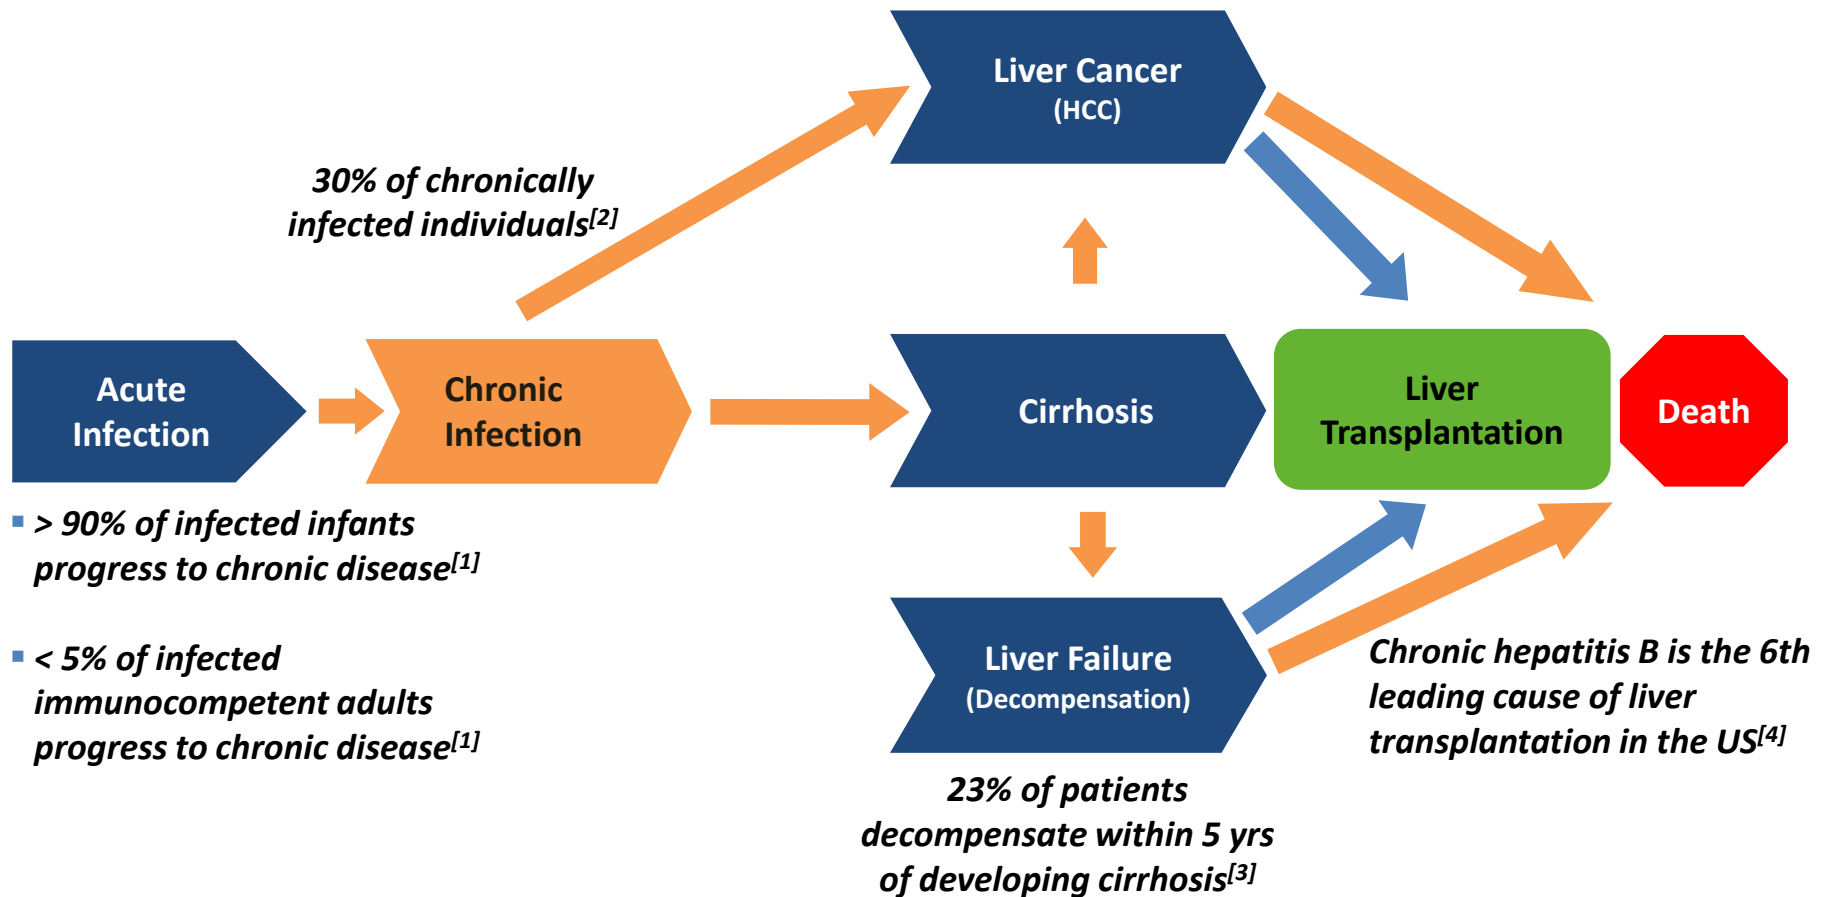 Liver Cancer
(HCC)
30% of chronically
infected individuals[2]
Acute
Infection
Chronic
Infection
Cirrhosis
Liver
Transplantation
Death
> 90% of infected infants
progress to chronic disease[1]
< 5% of infected
immunocompetent adults
progress to chronic disease[1]
Liver Failure
(Decompensation)
Chronic hepatitis B is the 6th
leading cause of liver
transplantation in the US[4]
23% of patients
decompensate within 5 yrs
of developing cirrhosis[3]